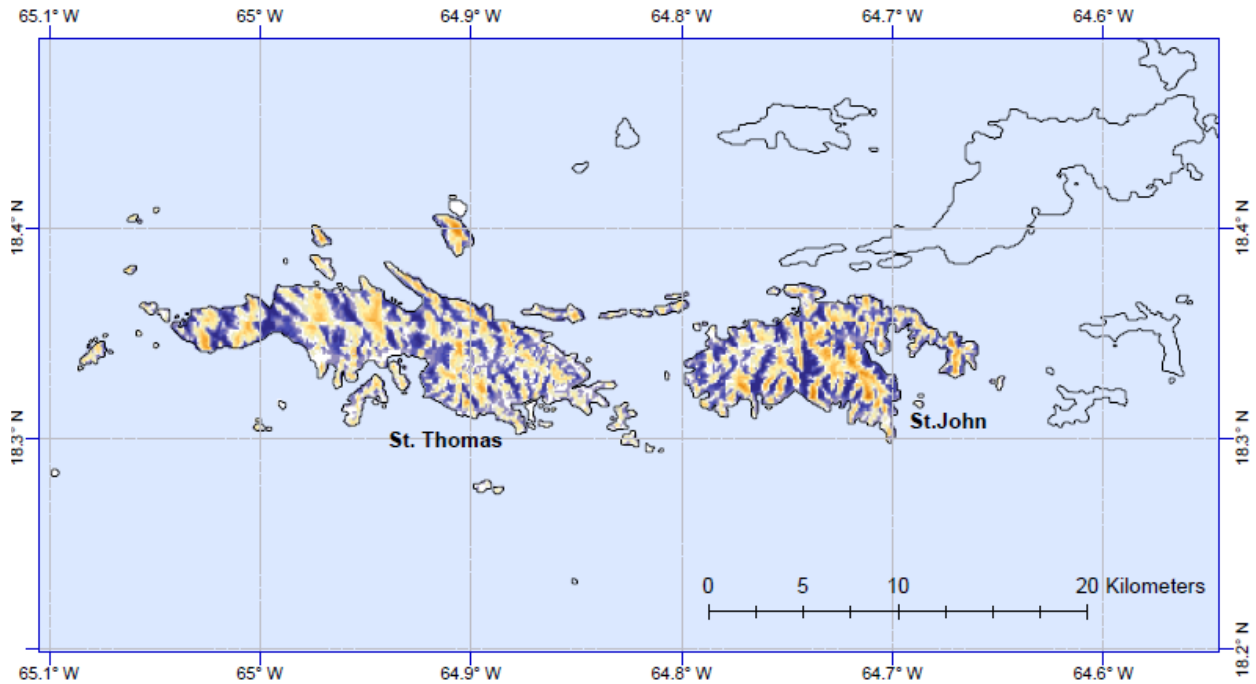 65.1° W 65° W 64.9° W 64.8° W 64.7° W 64.6° W
18.4° N 18.4° N
18.3° N 18.3° N
St. Thomas
St.John
0 5 10 20 Kilometers
18.2° N
65.1° W 65° W 64.9° W 64.8° W 64.7° W 64.6° W